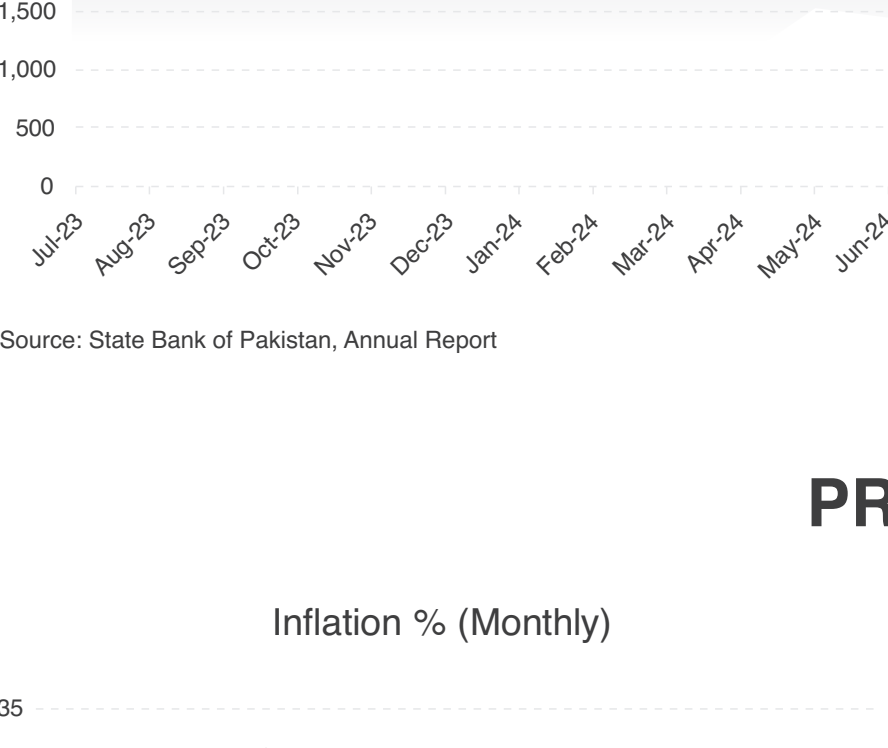 1,500
1,000
500
0
Jul-23 Aug-23 Sep-23 Oct-23 Nov-23 Dec-23 Jan-24 Feb-24 Mar-24 Apr-24 May-24 Jun-24
Source: State Bank of Pakistan, Annual Report
PR
Inflation % (Monthly)
35